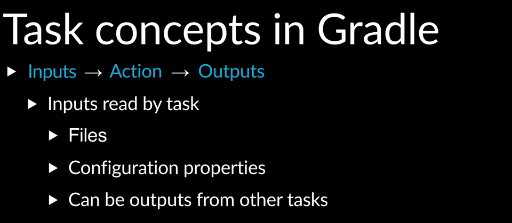 Task concepts in Gradle
▶ Inputs → Action → Outputs
▶ Inputs read by task
▶ Files
▶ Configuration properties
▶ Can be outputs from other tasks